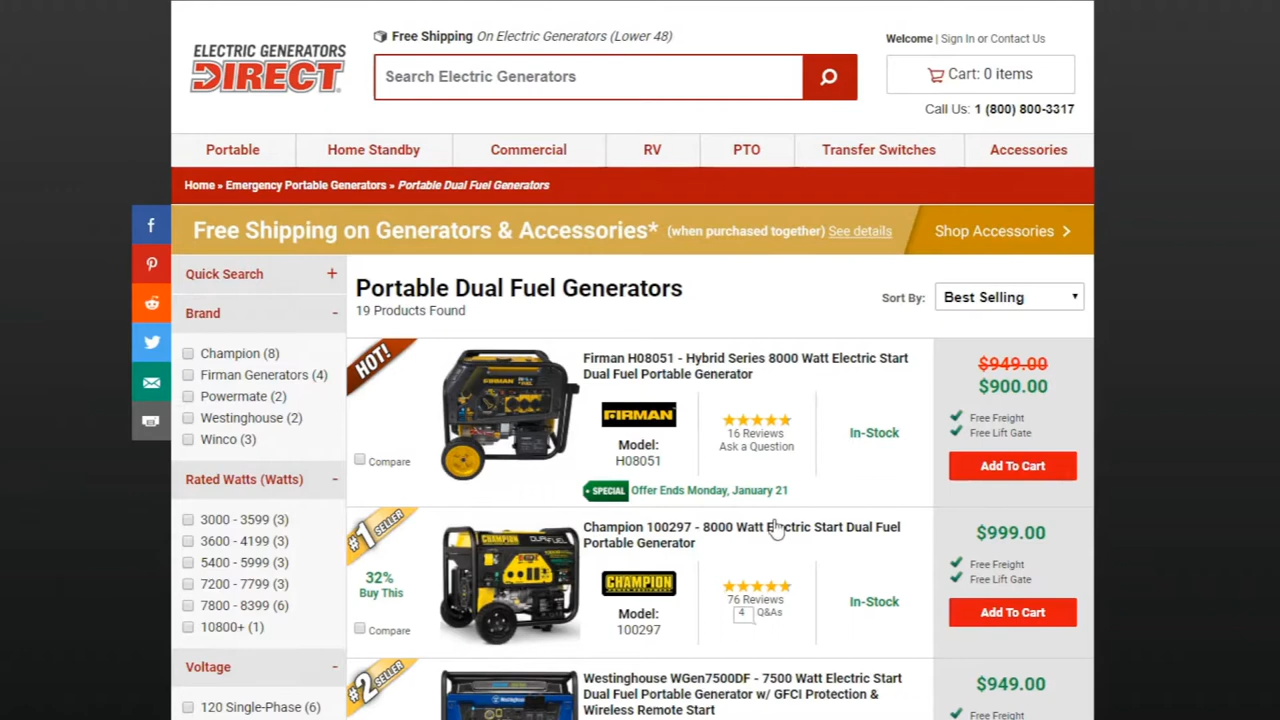 Free Shipping On Electric Generators (Lower 48)
Welcome | Sign In or Contact Us
ELECTRIC GENERATORS
DIRECT
Search Electric Generators
Cart: 0 items
Call Us: 1 (800) 800-3317
Portable
Home Standby
Commercial
RV
PTO
Transfer Switches
Accessories
Home » Emergency Portable Generators » Portable Dual Fuel Generators
Free Shipping on Generators & Accessories* (when purchased together) See details
Shop Accessories >
Quick Search +
Brand -
Champion (8)
Firman Generators (4)
Powermate (2)
Westinghouse (2)
Winco (3)
Rated Watts (Watts) -
3000 - 3599 (3)
3600 - 4199 (3)
5400 - 5999 (3)
7200 - 7799 (3)
7800 - 8399 (6)
10800+ (1)
Voltage -
120 Single-Phase (6)
Portable Dual Fuel Generators
19 Products Found
Sort By: Best Selling
HOT!
Compare
FIRMAN
Firman H08051 - Hybrid Series 8000 Watt Electric Start
Dual Fuel Portable Generator
FIRMAN
Model:
H08051
16 Reviews
Ask a Question
In-Stock
SPECIAL Offer Ends Monday, January 21
$949.00
$900.00
Free Freight
Free Lift Gate
Add To Cart
#1 SELLER
32%
Buy This
Compare
CHAMPION
DUAL FUEL
Champion 100297 - 8000 Watt Electric Start Dual Fuel
Portable Generator
CHAMPION
Model:
100297
76 Reviews
4 Q&As
In-Stock
$999.00
Free Freight
Free Lift Gate
Add To Cart
#2 SELLER
Westinghouse
Westinghouse WGen7500DF - 7500 Watt Electric Start
Dual Fuel Portable Generator w/ GFCI Protection &
Wireless Remote Start
$949.00
Free Freight